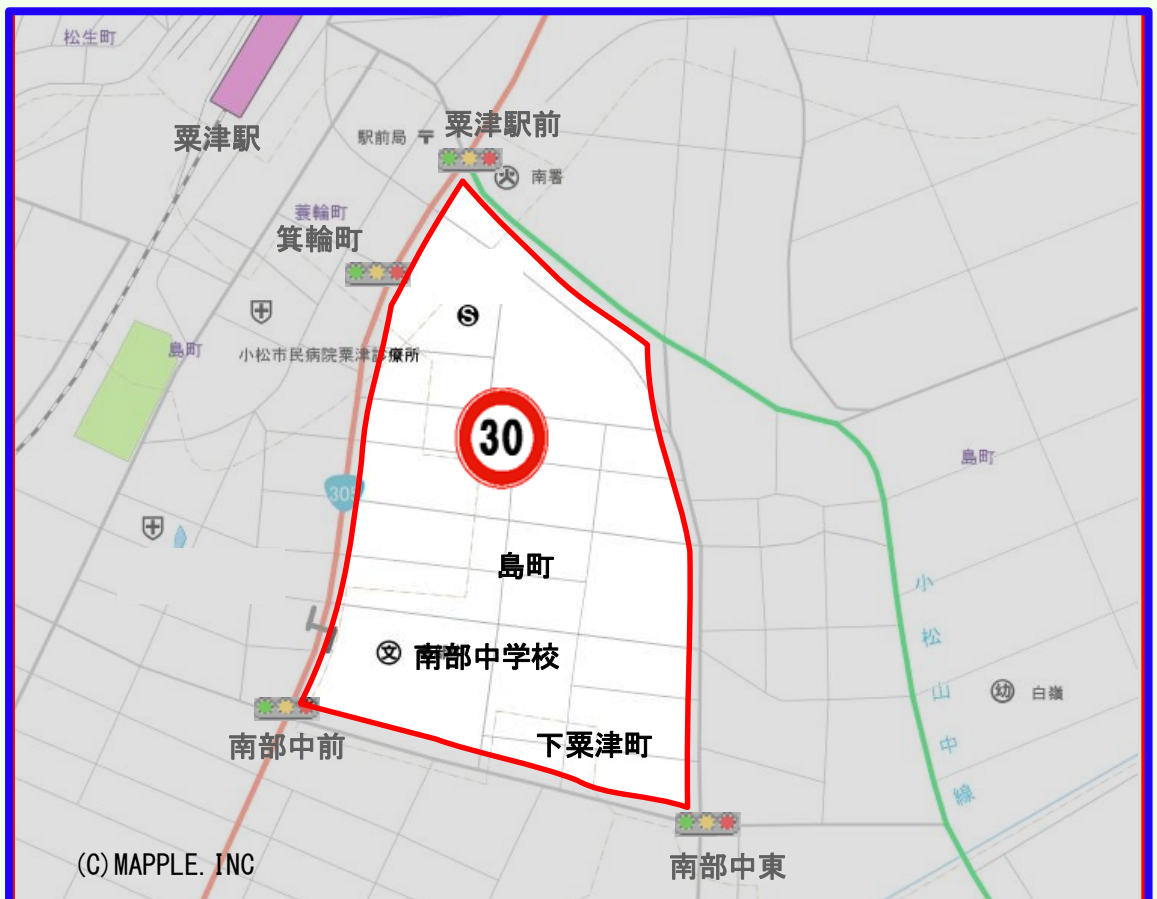 松生町
粟津駅
駅前局
粟津駅前
南署
蓑輪町
箕輪町
島町
小松市民病院粟津診療所
S
30
305
島町
島町
文
南部中学校
小松山中線
幼
白嶺
南部中前
下粟津町
南部中東
(C)MAPPLE.INC